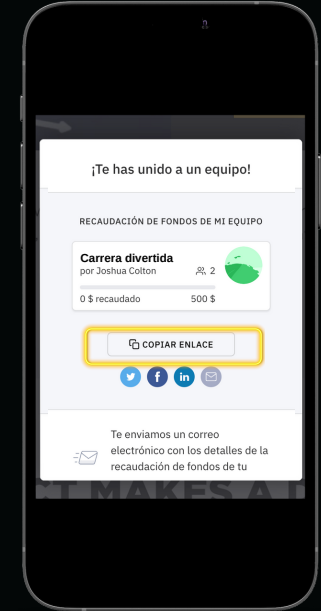 ¡Te has unido a un equipo!
RECAUDACIÓN DE FONDOS DE MI EQUIPO
Carrera divertida
por Joshua Colton 2
0 $ recaudado 500 $
COPIAR ENLACE
Te enviamos un correo
electrónico con los detalles de la
recaudación de fondos de tu
CT MAKES A D